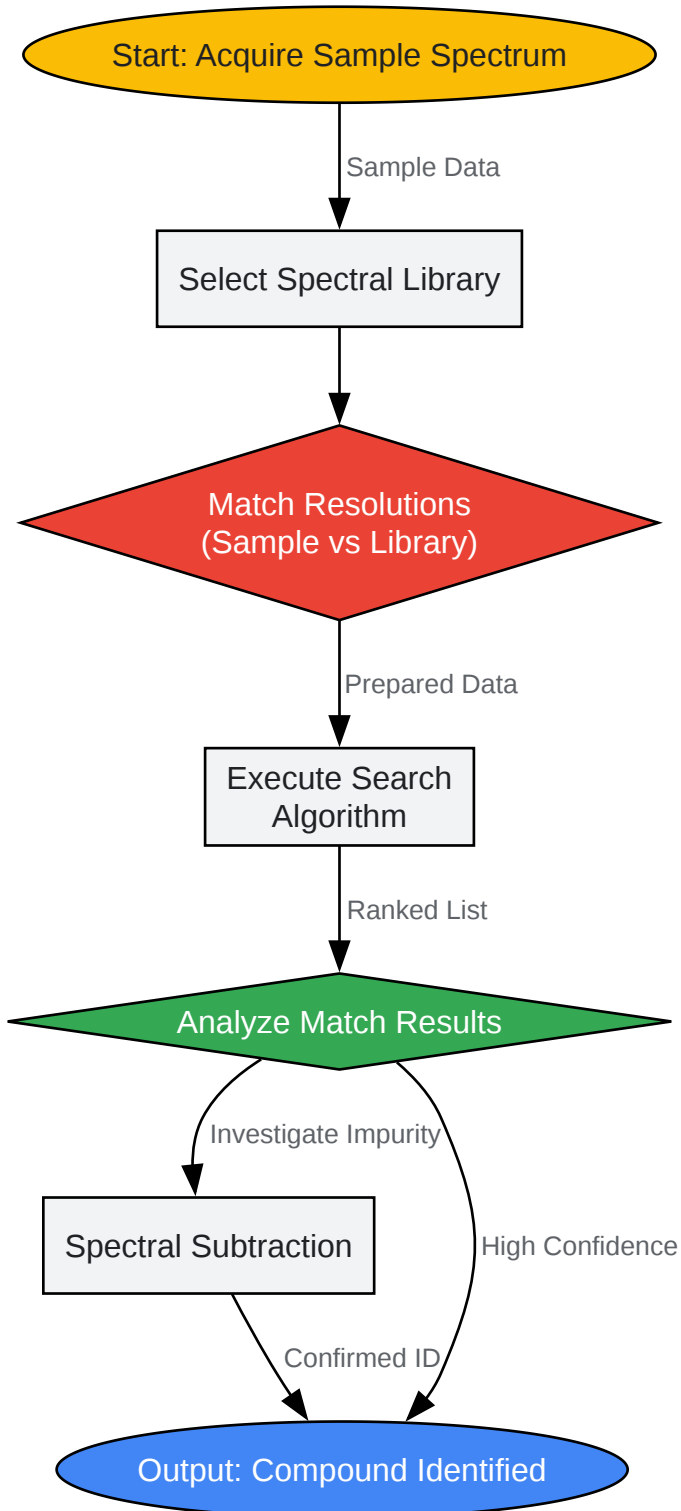 Start: Acquire Sample Spectrum
Sample Data
Select Spectral Library
Match Resolutions
(Sample vs Library)
Prepared Data
Execute Search
Algorithm
Ranked List
Analyze Match Results
Investigate Impurity
Spectral Subtraction
High Confidence
Confirmed ID
Output: Compound Identified